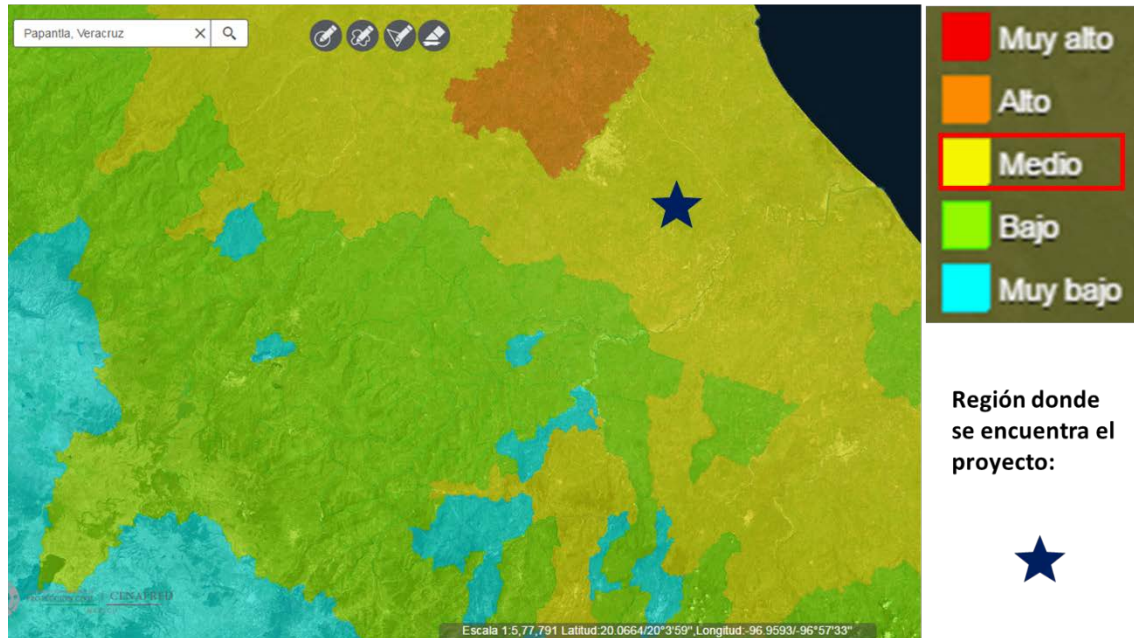 Papantla, Veracruz
Muy alto
Alto
Medio
Bajo
Muy bajo
Región donde
se encuentra el
proyecto:
CENAPRED
Escala 1:5,77,791 Latitud:20.0664/20°3'59", Longitud:-96.9593/-96°57'33"